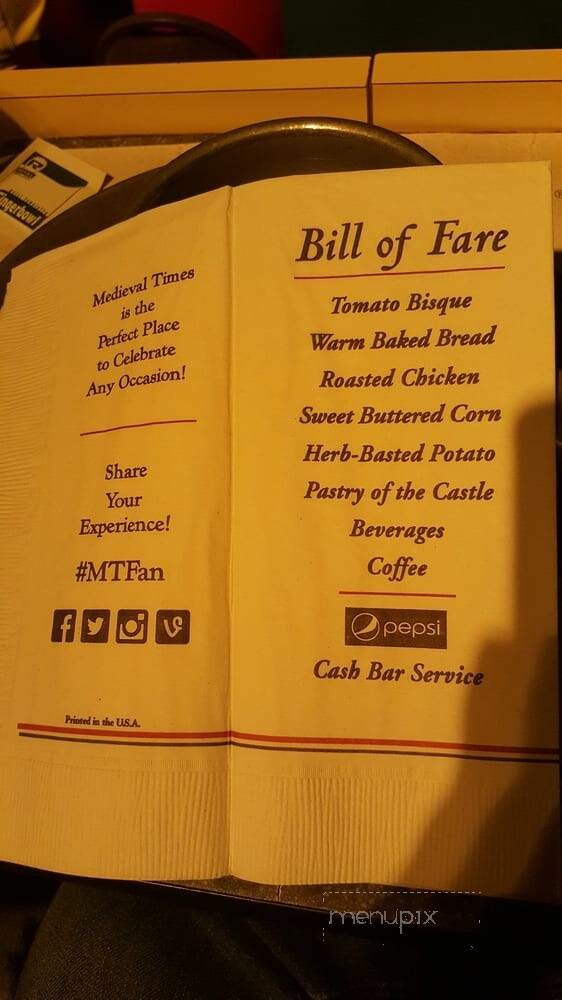 Medieval Times
is the
Perfect Place
to Celebrate
Any Occasion!
Share
Your
Experience!
#MTFan
Printed in the U.S.A.
Bill of Fare
Tomato Bisque
Warm Baked Bread
Roasted Chicken
Sweet Buttered Corn
Herb-Basted Potato
Pastry of the Castle
Beverages
Coffee
pepsi
Cash Bar Service
Fingerbowl
menupix